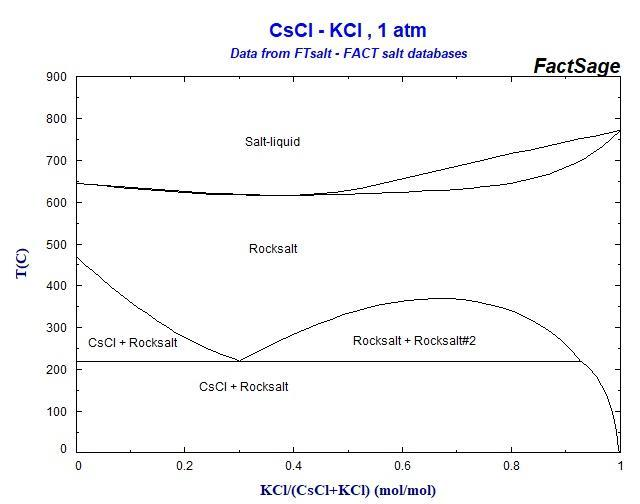 CsCl - KCl , 1 atm
Data from FTsalt - FACT salt databases
FactSage
900
800
700
600
500
400
300
200
100
0
T(C)
Salt-liquid
Rocksalt
CsCl + Rocksalt
Rocksalt + Rocksalt#2
CsCl + Rocksalt
0 0.2 0.4 0.6 0.8 1
KCl/(CsCl+KCl) (mol/mol)